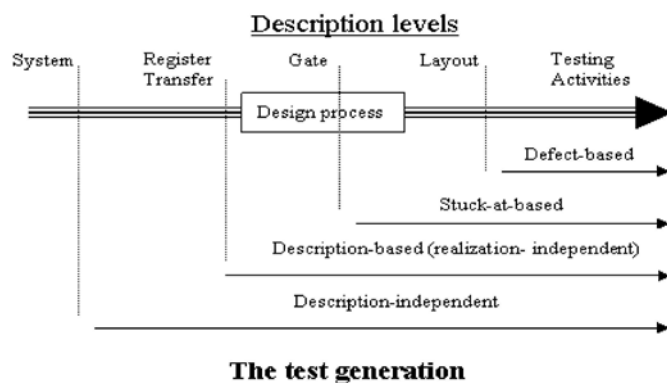 Description levels
System
Register
Transfer
Gate
Layout
Testing
Activities
Design process
Defect-based
Stuck-at-based
Description-based (realization- independent)
Description-independent
The test generation